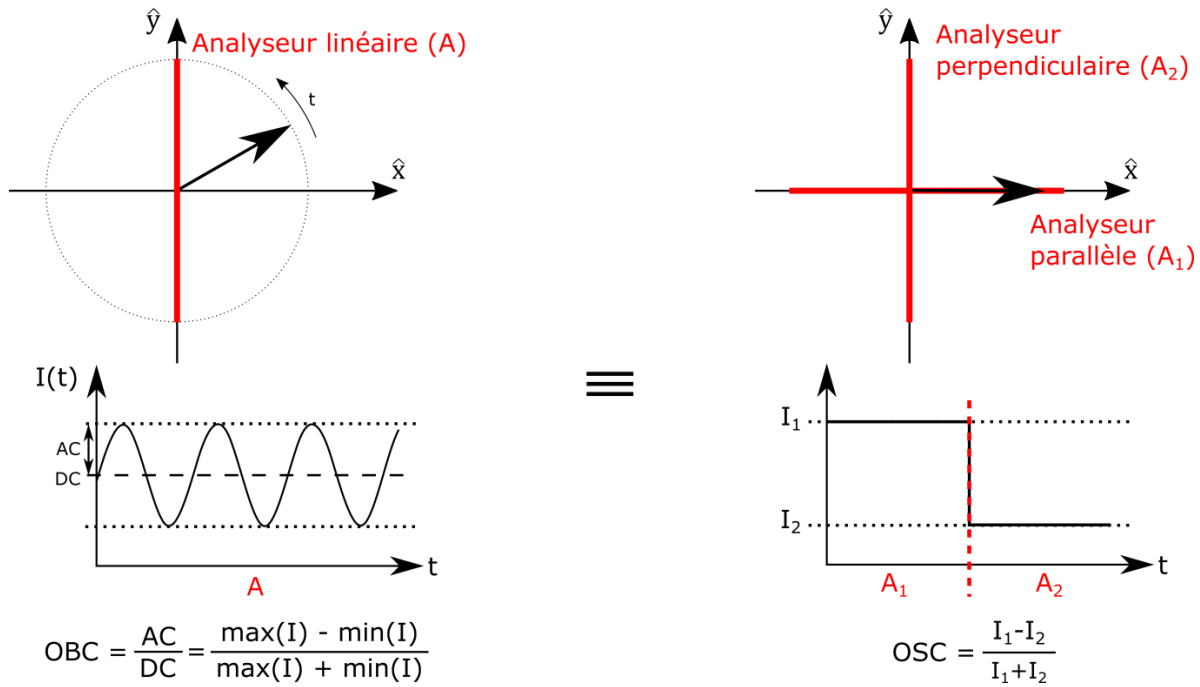 ŷ
Analyseur linéaire (A)
t
x̂
I(t)
AC
DC
t
A
OBC = AC/DC = max(I) - min(I)/max(I) + min(I)
≡
ŷ
Analyseur
perpendiculaire (A₂)
x̂
Analyseur
parallèle (A₁)
I₁
I₂
t
A₁
A₂
OSC = I₁-I₂/I₁+I₂